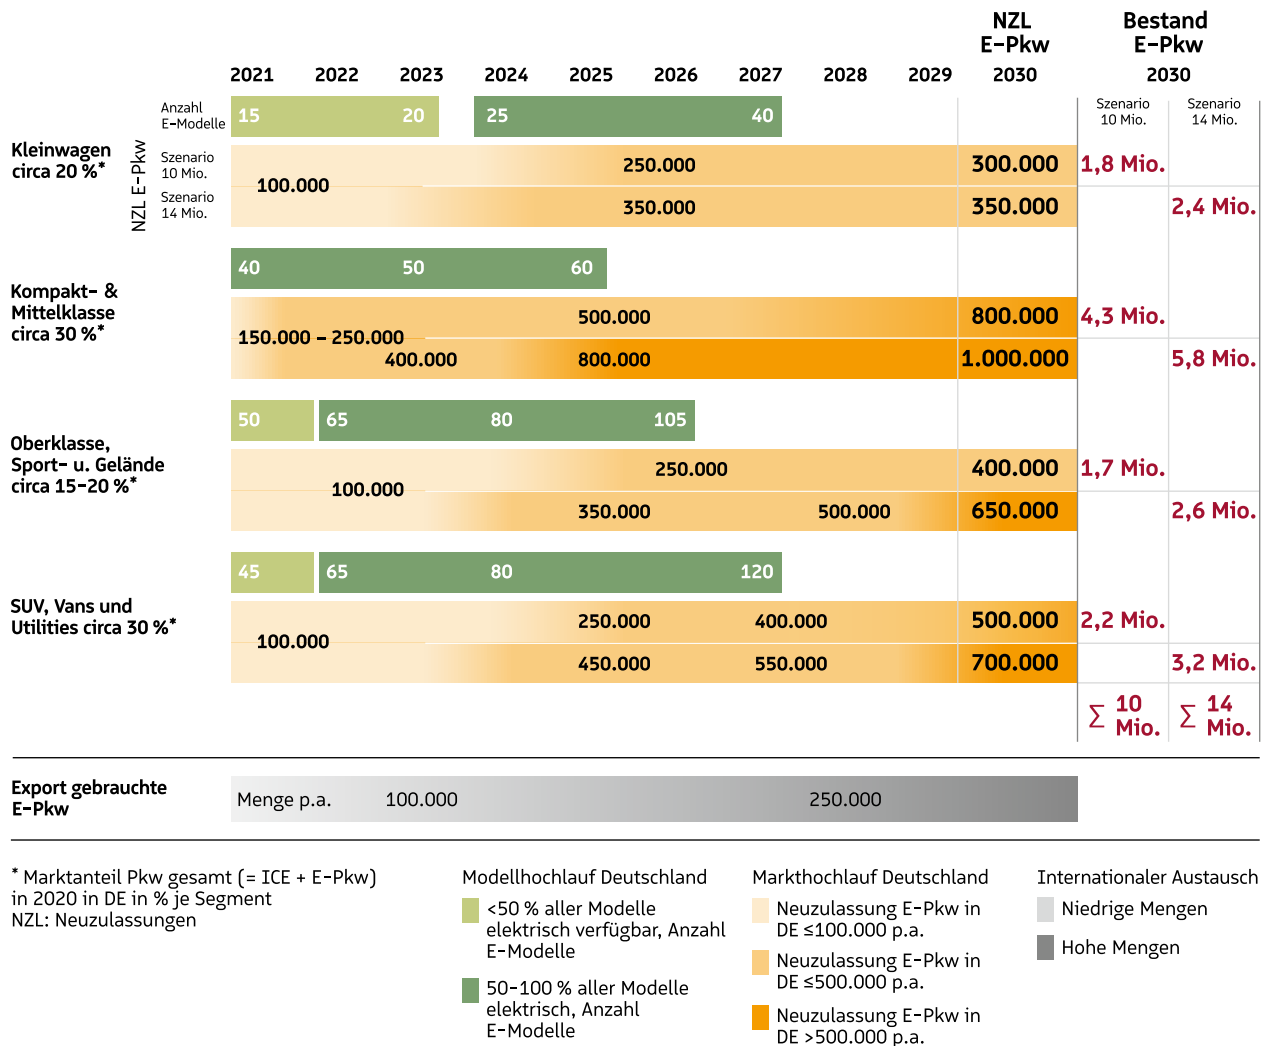 NZL
E-Pkw
Bestand
E-Pkw
2021 2022 2023 2024 2025 2026 2027 2028 2029 2030 2030
Anzahl
E-Modelle
15 20 25 40
Szenario
10 Mio.
Szenario
14 Mio.
Kleinwagen
circa 20 %*
NZL E-Pkw
Szenario
10 Mio.
250.000 300.000 1,8 Mio.
100.000
Szenario
14 Mio.
350.000 350.000 2,4 Mio.
40 50 60
Kompakt- &
Mittelklasse
circa 30 %*
500.000 800.000 4,3 Mio.
150.000 – 250.000
400.000 800.000 1.000.000 5,8 Mio.
50 65 80 105
Oberklasse,
Sport- u. Gelände
circa 15-20 %*
250.000 400.000 1,7 Mio.
100.000
350.000 500.000 650.000 2,6 Mio.
45 65 80 120
SUV, Vans und
Utilities circa 30 %*
250.000 400.000 500.000 2,2 Mio.
100.000
450.000 550.000 700.000 3,2 Mio.
∑ 10
Mio.
∑ 14
Mio.
Export gebrauchte
E-Pkw
Menge p.a. 100.000 250.000
* Marktanteil Pkw gesamt (= ICE + E-Pkw)
in 2020 in DE in % je Segment
NZL: Neuzulassungen
Modellhochlauf Deutschland
<50 % aller Modelle
elektrisch verfügbar, Anzahl
E-Modelle
50-100 % aller Modelle
elektrisch, Anzahl
E-Modelle
Markthochlauf Deutschland
Neuzulassung E-Pkw in
DE ≤100.000 p.a.
Neuzulassung E-Pkw in
DE ≤500.000 p.a.
Neuzulassung E-Pkw in
DE >500.000 p.a.
Internationaler Austausch
Niedrige Mengen
Hohe Mengen